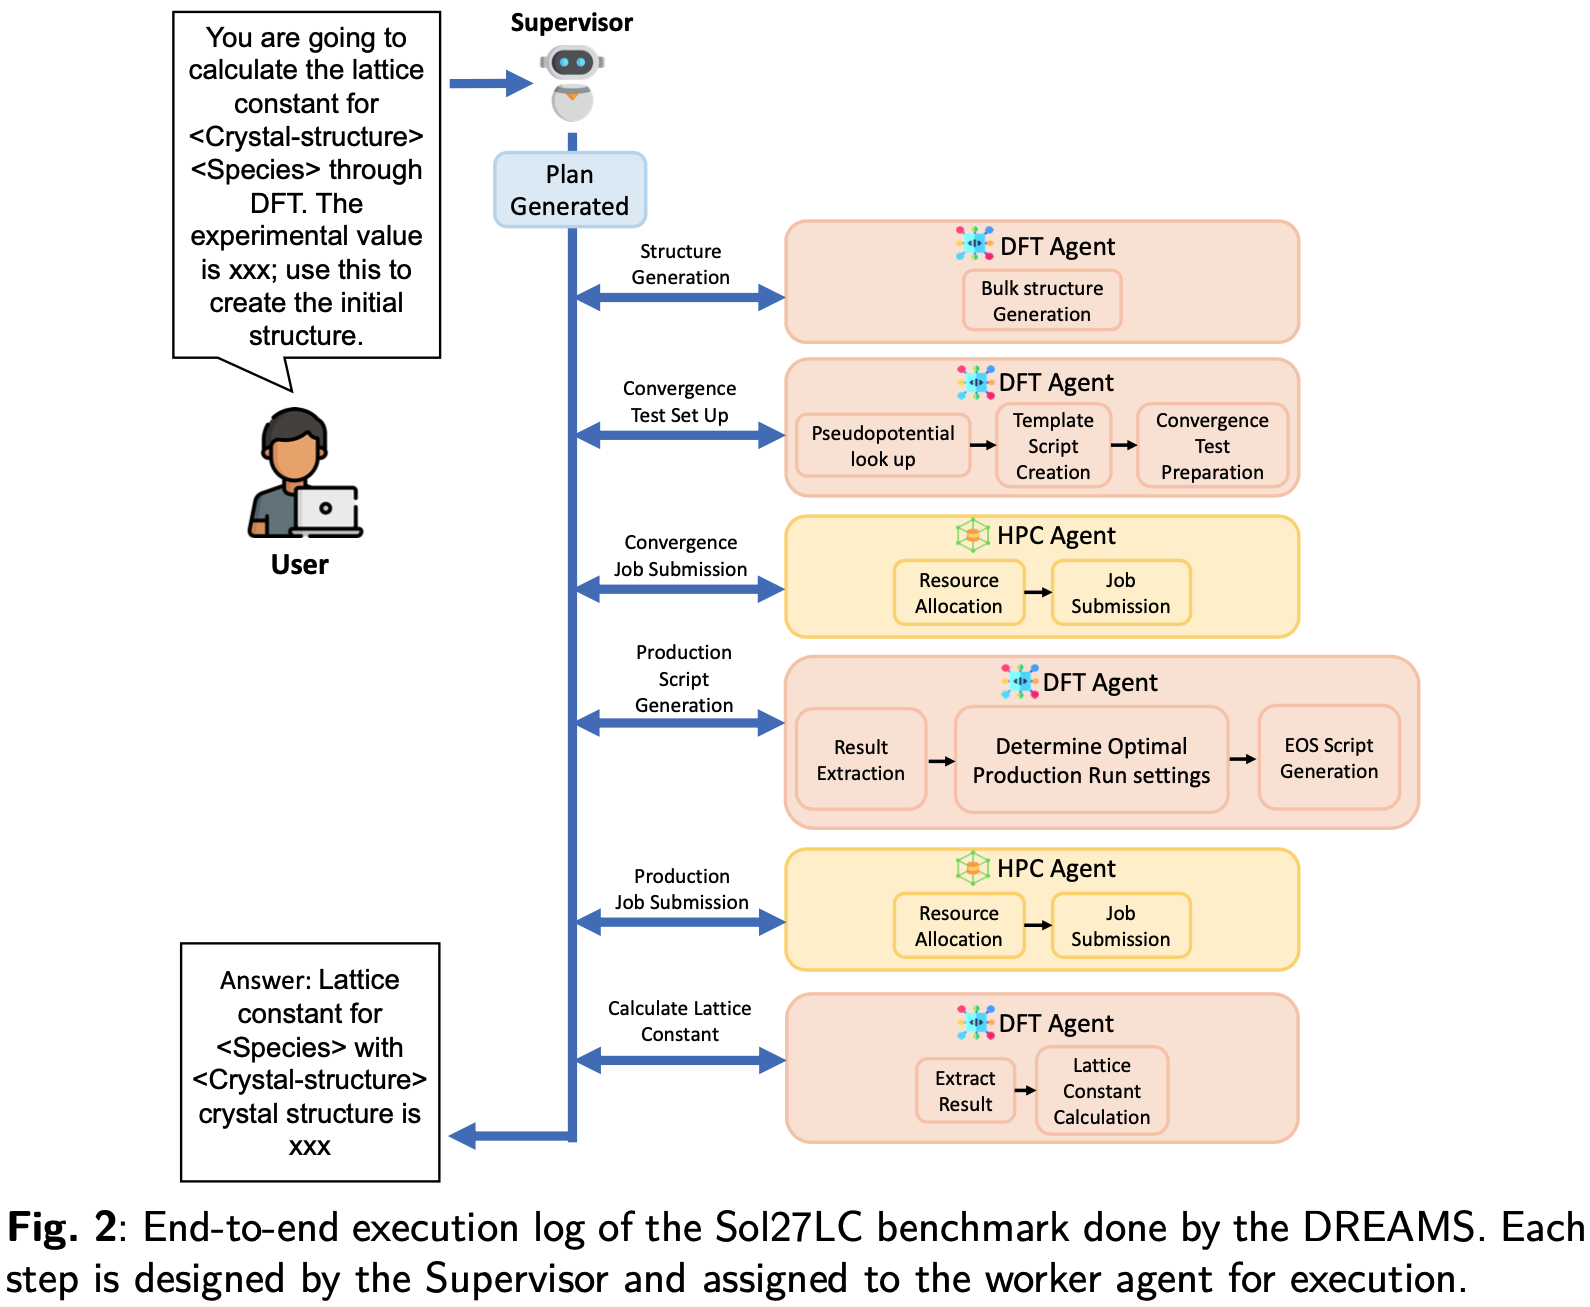 You are going to
calculate the lattice
constant for
<Crystal-structure>
<Species> through
DFT. The
experimental value
is xxx; use this to
create the initial
structure.
User
Supervisor
Plan
Generated
Structure
Generation
DFT Agent
Bulk structure
Generation
Convergence
Test Set Up
DFT Agent
Pseudopotential
look up
Template
Script
Creation
Convergence
Test
Preparation
Convergence
Job Submission
HPC Agent
Resource
Allocation
Job
Submission
Production
Script
Generation
DFT Agent
Result
Extraction
Determine Optimal
Production Run settings
EOS Script
Generation
Production
Job Submission
HPC Agent
Resource
Allocation
Job
Submission
Calculate Lattice
Constant
DFT Agent
Extract
Result
Lattice
Constant
Calculation
Answer: Lattice
constant for
<Species> with
<Crystal-structure>
crystal structure is
xxx
Fig. 2: End-to-end execution log of the Sol27LC benchmark done by the DREAMS. Each
step is designed by the Supervisor and assigned to the worker agent for execution.